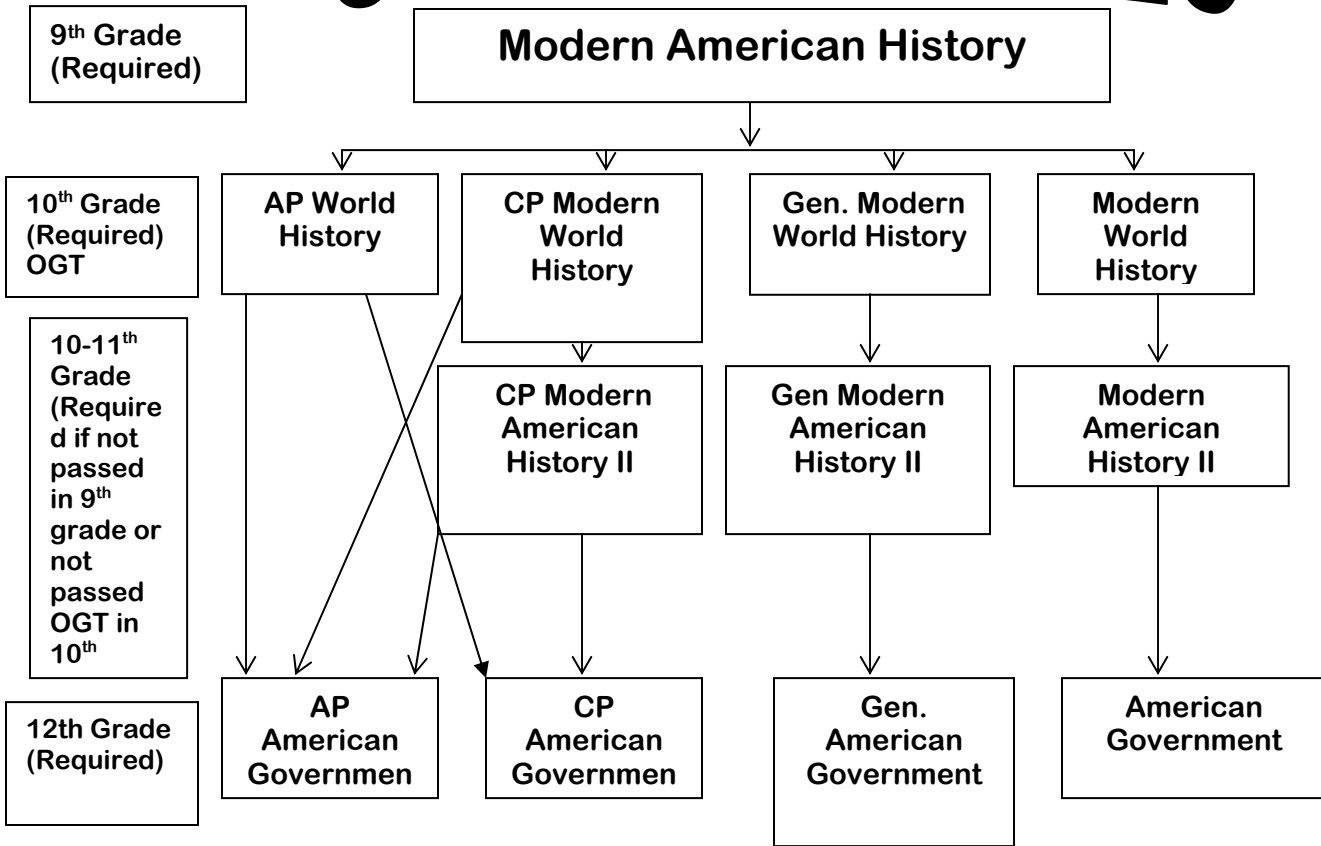 9th Grade
(Required)
Modern American History
10th Grade
(Required)
OGT
AP World
History
CP Modern
World
History
Gen. Modern
World History
Modern
World
History
10-11th
Grade
(Require
d if not
passed
in 9th
grade or
not
passed
OGT in
10th
CP Modern
American
History II
Gen Modern
American
History II
Modern
American
History II
12th Grade
(Required)
AP
American
Governmen
CP
American
Governmen
Gen.
American
Government
American
Government